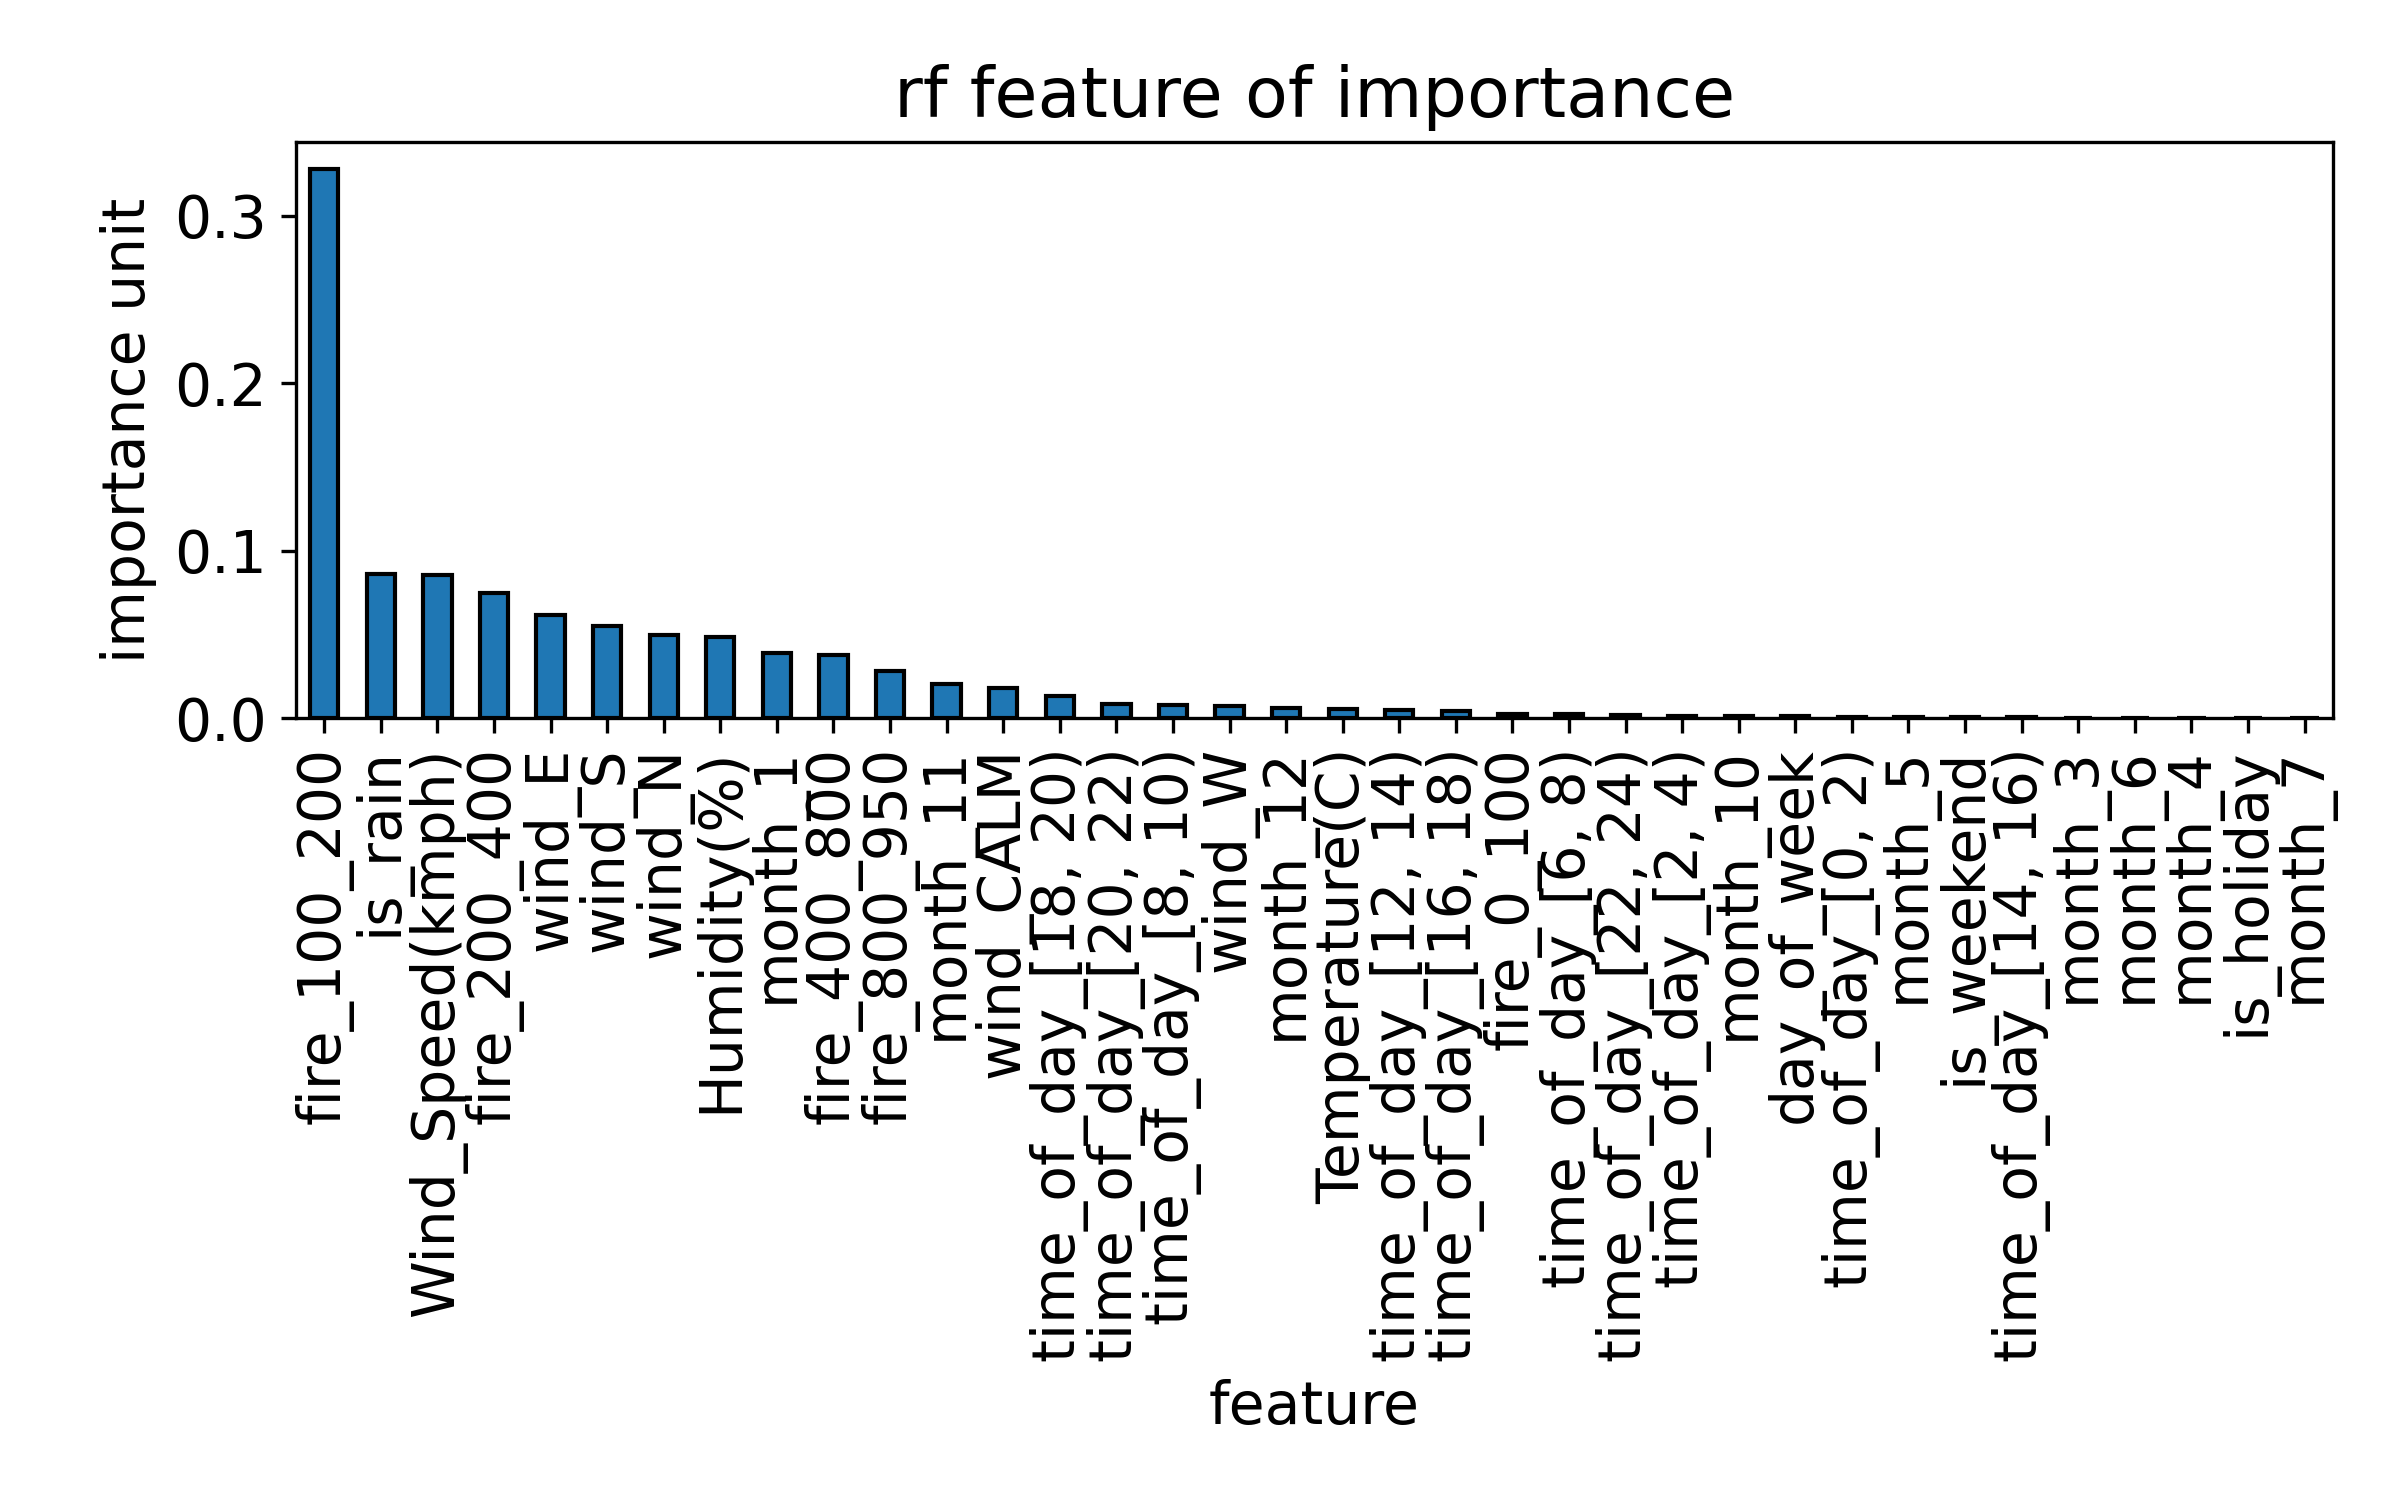 rf feature of importance
importance unit
0.3
0.2
0.1
0.0
fire_100_200
is_rain
Wind_Speed(kmph)
fire_200_400
wind_E
wind_S
wind_N
Humidity(%)
month_1
fire_400_800
fire_800_950
month_11
wind_CALM
time_of_day_[18, 20)
time_of_day_[20, 22)
time_of_day_[8, 10)
wind_W
month_12
Temperature(C)
time_of_day_[12, 14)
time_of_day_[16, 18)
fire_0_100
time_of_day_[6, 8)
time_of_day_[22, 24)
time_of_day_[2, 4)
month_10
day_of_week
time_of_day_[0, 2)
month_5
is_weekend
time_of_day_[14, 16)
month_3
month_6
month_4
is_holiday
month_7
feature